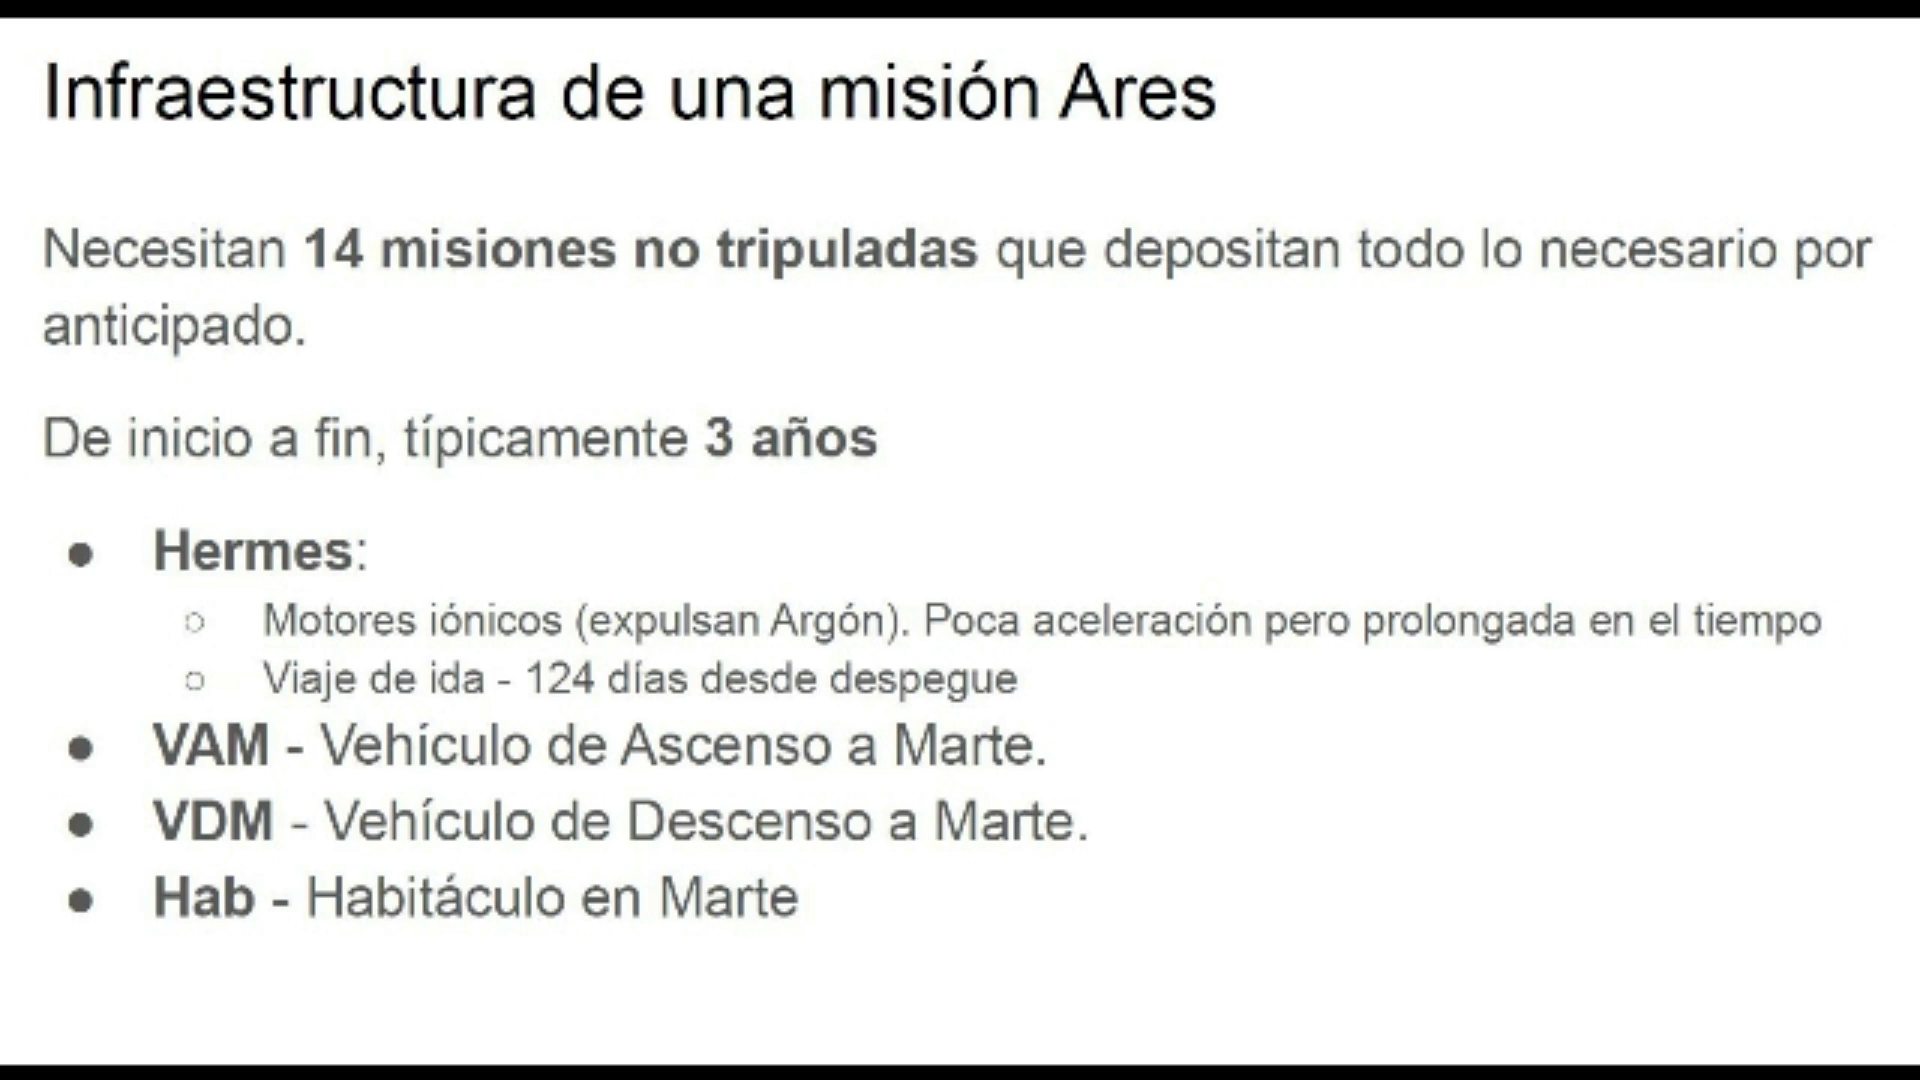 Infraestructura de una misión Ares
Necesitan 14 misiones no tripuladas que depositan todo lo necesario por
anticipado.
De inicio a fin, típicamente 3 años
● Hermes:
○ Motores iónicos (expulsan Argón). Poca aceleración pero prolongada en el tiempo
○ Viaje de ida - 124 días desde despegue
● VAM - Vehículo de Ascenso a Marte.
● VDM - Vehículo de Descenso a Marte.
● Hab - Habitáculo en Marte